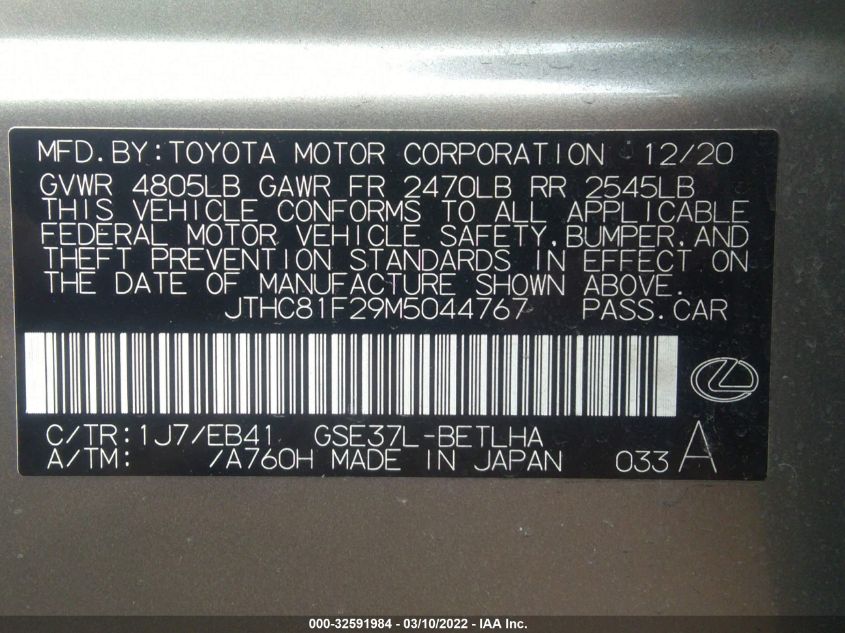 MFD.BY:TOYOTA MOTOR CORPORATION 12/20
GVWR 4805LB GAWR FR 2470LB RR 2545LB
THIS VEHICLE CONFORMS TO ALL APPLICABLE
FEDERAL MOTOR VEHICLE SAFETY,BUMPER,AND
THEFT PREVENTION STANDARDS IN EFFECT ON
THE DATE OF MANUFACTURE SHOWN ABOVE.
JTHC81F29M5044767 PASS.CAR
C/TR:1J7/EB41 GSE37L-BETLHA
A/TM: /A760H MADE IN JAPAN 033 A
000-32591984 - 03/10/2022 - IAA Inc.